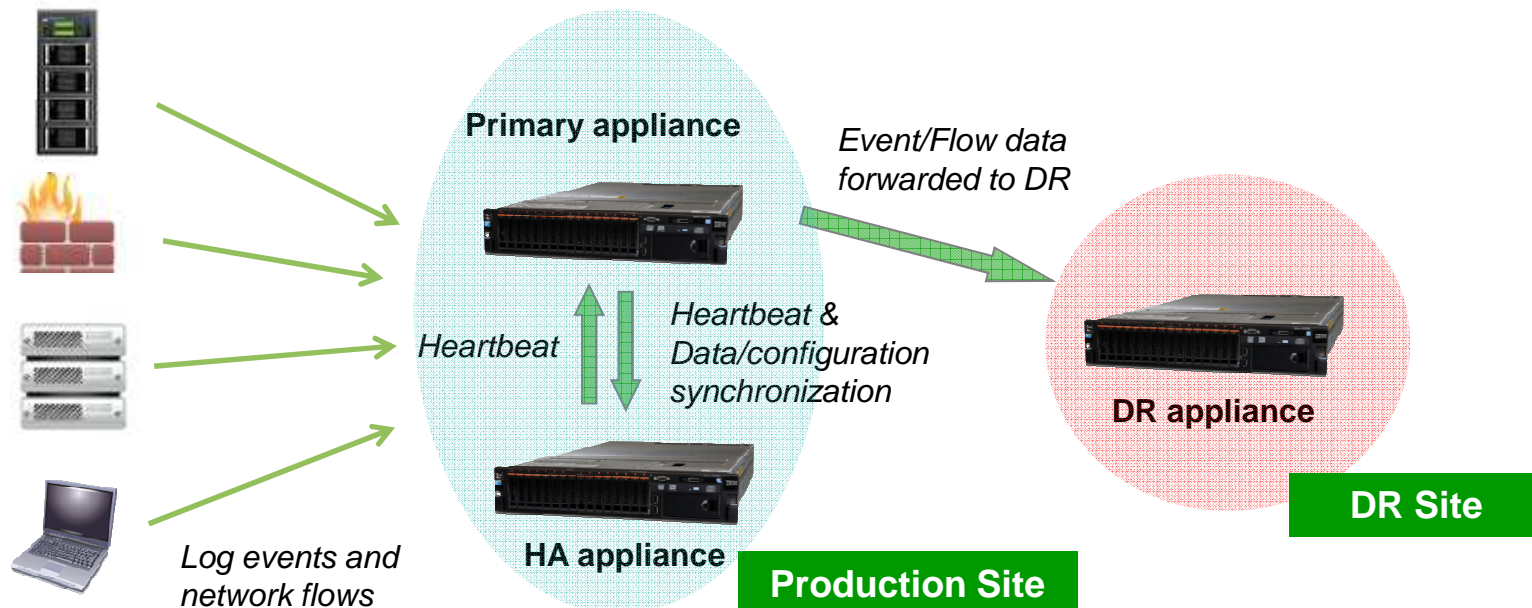 Primary appliance
Event/Flow data
forwarded to DR
Heartbeat
Heartbeat &
Data/configuration
synchronization
DR appliance
DR Site
HA appliance
Log events and
network flows
Production Site